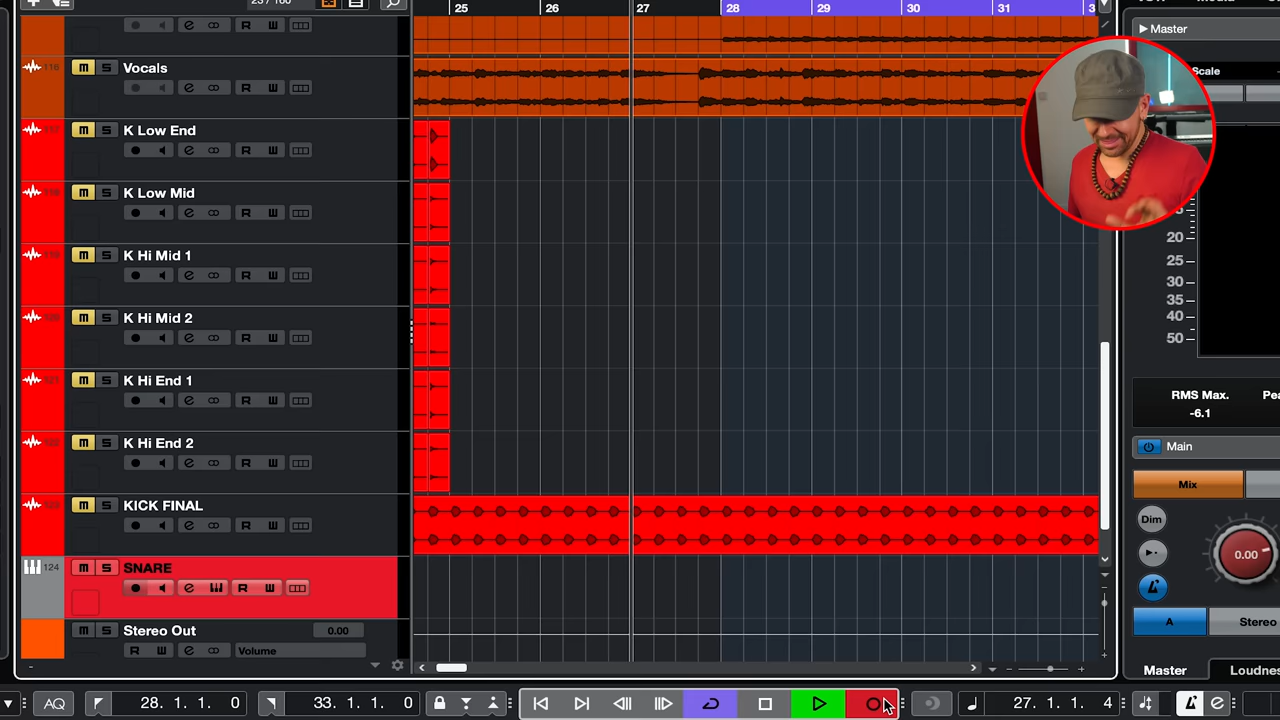 25 26 27 28 29 30 31
Master
R W
Scale
116 m S Vocals
R W
m S K Low End
R W
m S K Low Mid
R W
m S K Hi Mid 1
R W
m S K Hi Mid 2
R W
m S K Hi End 1
R W
m S K Hi End 2
R W
m S KICK FINAL
R W
124 m S SNARE
R W
m S Stereo Out 0.00
R W Volume
20
25
30
35
40
50
RMS Max.
-6.1
Main
Mix
Dim
0.00
A Stereo
Master
AQ 28. 1. 1. 0 33. 1. 1. 0 27. 1. 1. 4